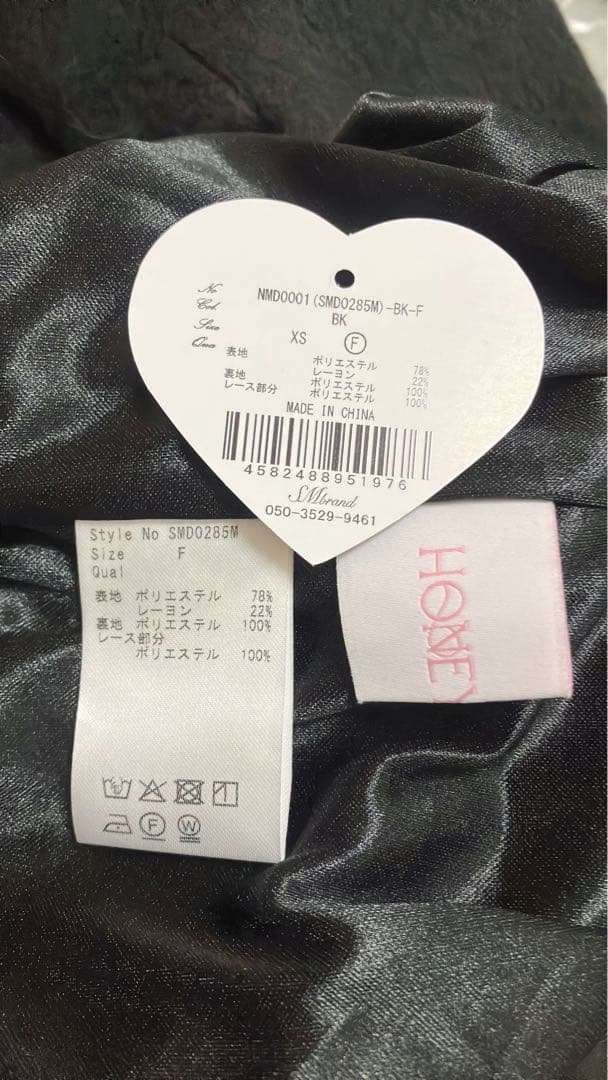 No NMD0001(SMD0285M)-BK-F
Col. BK
Size XS Ⓕ
Qua 表地 ポリエステル 78%
レーヨン 22%
裏地 ポリエステル 100%
レース部分 ポリエステル 100%
MADE IN CHINA
4582488951976
SMbrand
050-3529-9461
Style No SMD0285M
Size F
Qual
表地 ポリエステル 78%
レーヨン 22%
裏地 ポリエステル 100%
レース部分
ポリエステル 100%
F W
HONEY